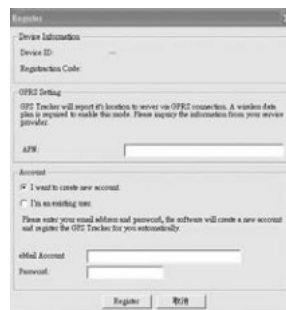 Register
Device Information
Device ID: --
Registration Code:
GPRS Setting
GPS Tracker will report it's location to server via GPRS connection. A wireless data
plan is required to enable this mode. Please inquiry the information from your service
provider.
APN:
Account
I want to create new account.
I'm an existing user.
Please enter your email address and password, the software will create a new account
and register the GPS Tracker for you automatically.
eMail Account
Password:
Register 取消